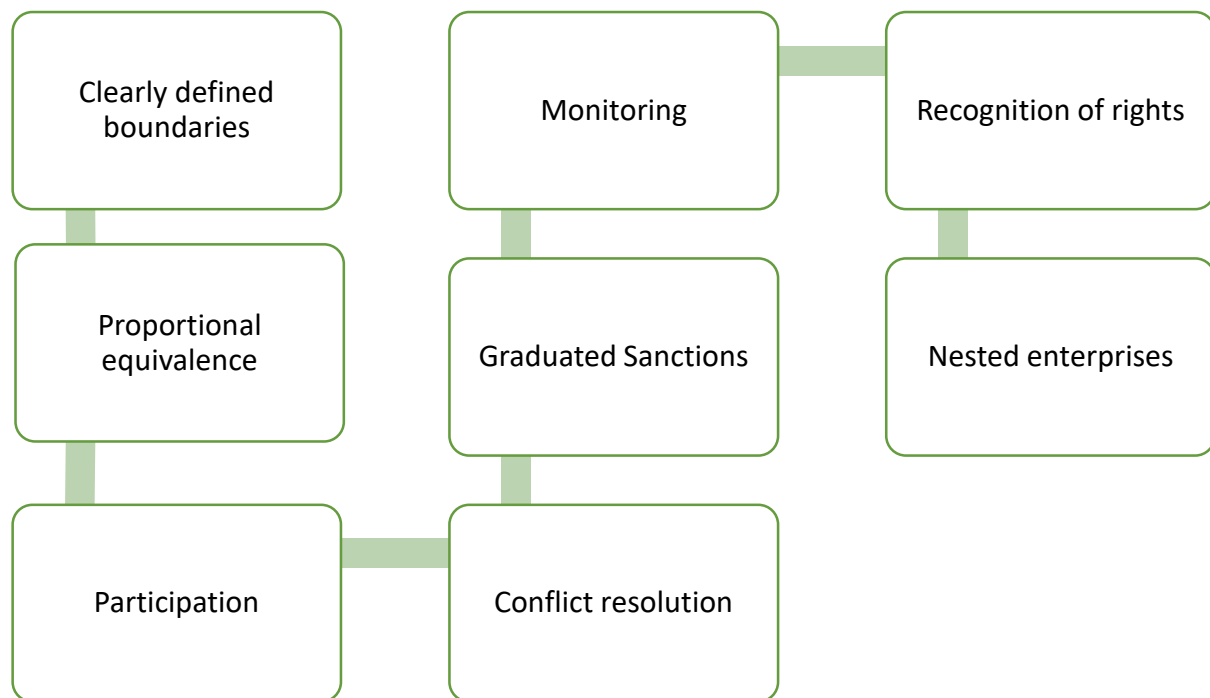 Clearly defined
boundaries
Proportional
equivalence
Participation
Conflict resolution
Graduated Sanctions
Monitoring
Recognition of rights
Nested enterprises